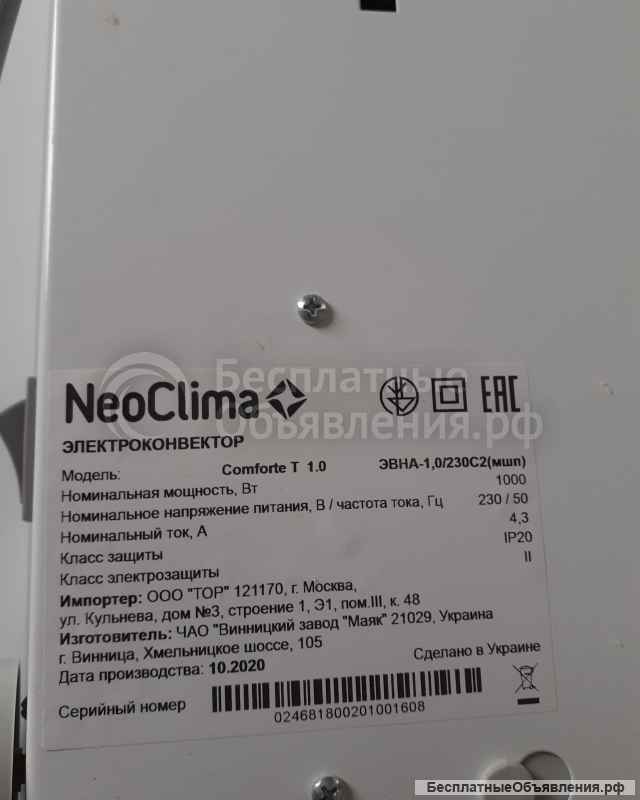 Бесплатные
Объявления.рф
NeoClima
EAC
ЭЛЕКТРОКОНВЕКТОР
Модель: Comforte T 1.0 ЭВНА-1,0/230С2(мшп)
Номинальная мощность, Вт 1000
Номинальное напряжение питания, В / частота тока, Гц 230 / 50
Номинальный ток, А 4,3
Класс защиты IP20
Класс электрозащиты II
Импортер: ООО "ТОР" 121170, г. Москва,
ул. Кульнева, дом №3, строение 1, Э1, пом.III, к. 48
Изготовитель: ЧАО "Винницкий завод "Маяк" 21029, Украина
г. Винница, Хмельницкое шоссе, 105
Дата производства: 10.2020 Сделано в Украине
Серийный номер
024681800201001608
БесплатныеОбъявления.рф